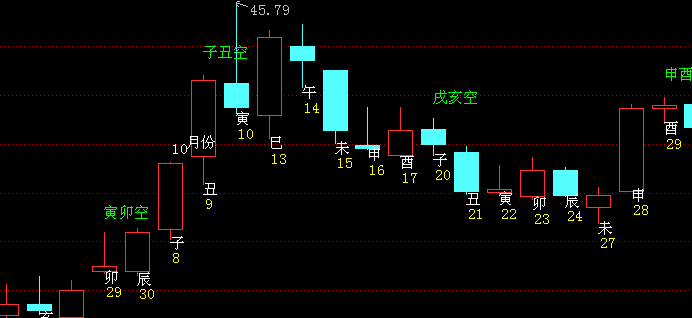 45.79
子丑空
申酉
午
14
戌亥空
寅
10
酉
29
10月份
巳
13
未
15
申
16
酉
17
子
20
丑
9
丑
21
寅
22
卯
23
辰
24
申
28
寅卯空
未
27
子
8
卯
29
辰
30